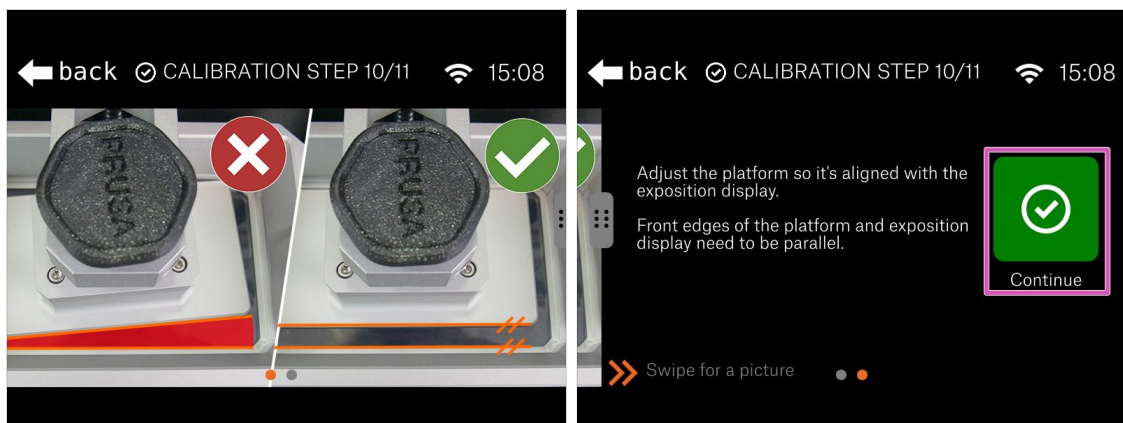 back CALIBRATION STEP 10/11 15:08
PRUSA
PRUSA
back CALIBRATION STEP 10/11 15:08
Adjust the platform so it's aligned with the
exposition display.
Front edges of the platform and exposition
display need to be parallel.
Continue
Swipe for a picture